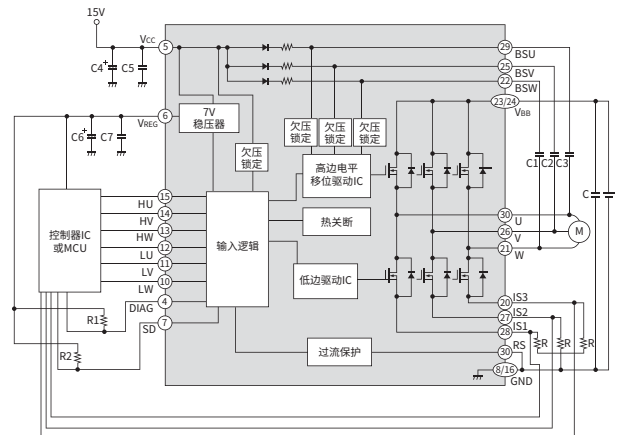 15V
VCC
5
29
BSU
C4
C5
25
BSV
22
BSW
23/24
VBB
VREG
6
7V
稳压器
C6
C7
欠压
锁定
欠压
锁定
欠压
锁定
欠压
锁定
高边电平
移位驱动IC
C1
C2
C3
C
控制器IC
或MCU
15
HU
14
HV
13
HW
12
LU
11
LV
10
LW
4
DIAG
7
SD
输入逻辑
热关断
低边驱动IC
过流保护
30
U
26
V
21
W
M
20
IS3
27
IS2
28
IS1
30
RS
8/16
GND
R
R
R
R1
R2